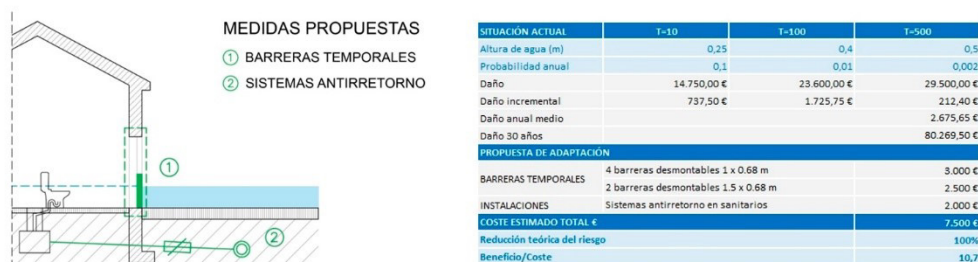 MEDIDAS PROPUESTAS
1 BARRERAS TEMPORALES
2 SISTEMAS ANTIRRETORNO
1
2
SITUACIÓN ACTUAL T=10 T=100 T=500
Altura de agua (m) 0,25 0,4 0,5
Probabilidad anual 0,1 0,01 0,002
Daño 14.750,00 € 23.600,00 € 29.500,00 €
Daño incremental 737,50 € 1.725,75 € 212,40 €
Daño anual medio 2.675,65 €
Daño 30 años 80.269,50 €
PROPUESTA DE ADAPTACIÓN
BARRERAS TEMPORALES 4 barreras desmontables 1 x 0.68 m 3.000 €
2 barreras desmontables 1.5 x 0.68 m 2.500 €
INSTALACIONES Sistemas antirretorno en sanitarios 2.000 €
COSTE ESTIMADO TOTAL € 7.500 €
Reducción teórica del riesgo 100%
Beneficio/Coste 10,7